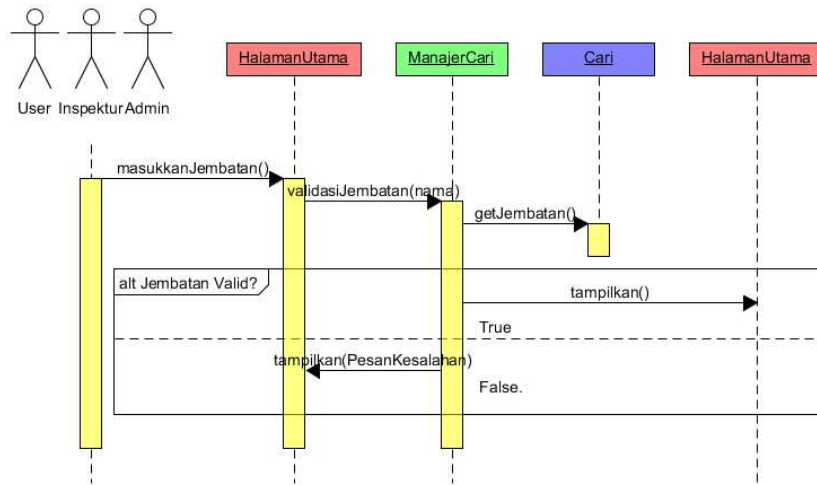 HalamanUtama
ManajerCari
Cari
HalamanUtama
User
Inspektur
Admin
masukkanJembatan()
validasiJembatan(nama)
getJembatan()
alt Jembatan Valid?
tampilkan()
True
tampilkan(PesanKesalahan)
False.